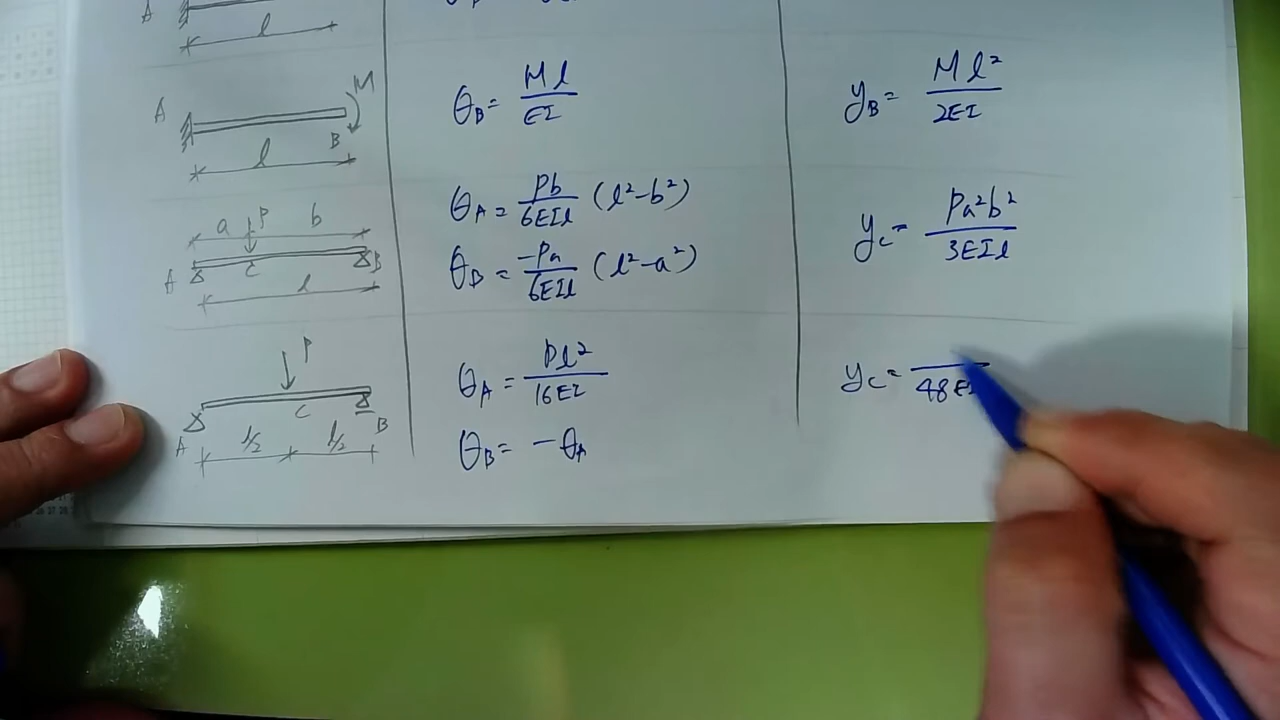 A
l
A
M
B
l
θB = Ml/EI
yB = Ml²/2EI
a P b
A C B
l
θA = Pb/6EIl (l²-b²)
θB = -Pa/6EIl (l²-a²)
yC = Pa²b²/3EIl
P
A C B
l/2 l/2
θA = Pl²/16EI
θB = -θA
yC = /48EI